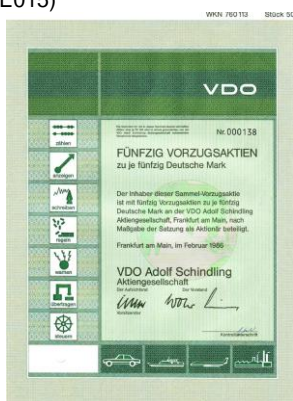 E015)
WKN 760 113 Stück 50
VDO
Nr. 000138
FÜNFZIG VORZUGSAKTIEN
zu je fünfzig Deutsche Mark
Der Inhaber dieser Sammel-Vorzugsaktie
ist mit fünfzig Vorzugsaktien zu je fünfzig
Deutsche Mark an der VDO Adolf Schindling
Aktiengesellschaft, Frankfurt am Main, nach
Maßgabe der Satzung als Aktionär beteiligt.
Frankfurt am Main, im Februar 1986
VDO Adolf Schindling
Aktiengesellschaft
Der Aufsichtsrat Der Vorstand
Vorsitzender
Kontrollunterschrift
zählen
anzeigen
schreiben
regeln
warnen
übertragen
steuern